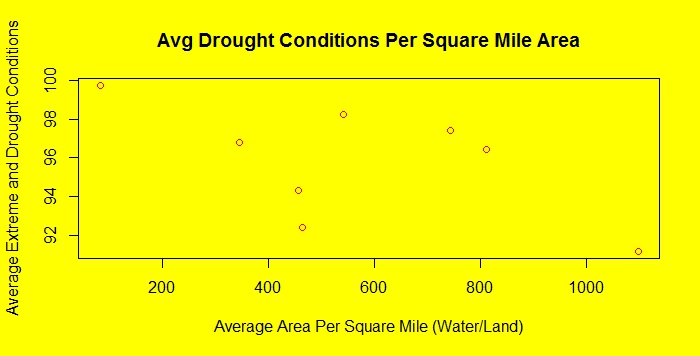 Avg Drought Conditions Per Square Mile Area
Average Extreme and Drought Conditions
100
98
96
94
92
200 400 600 800 1000
Average Area Per Square Mile (Water/Land)